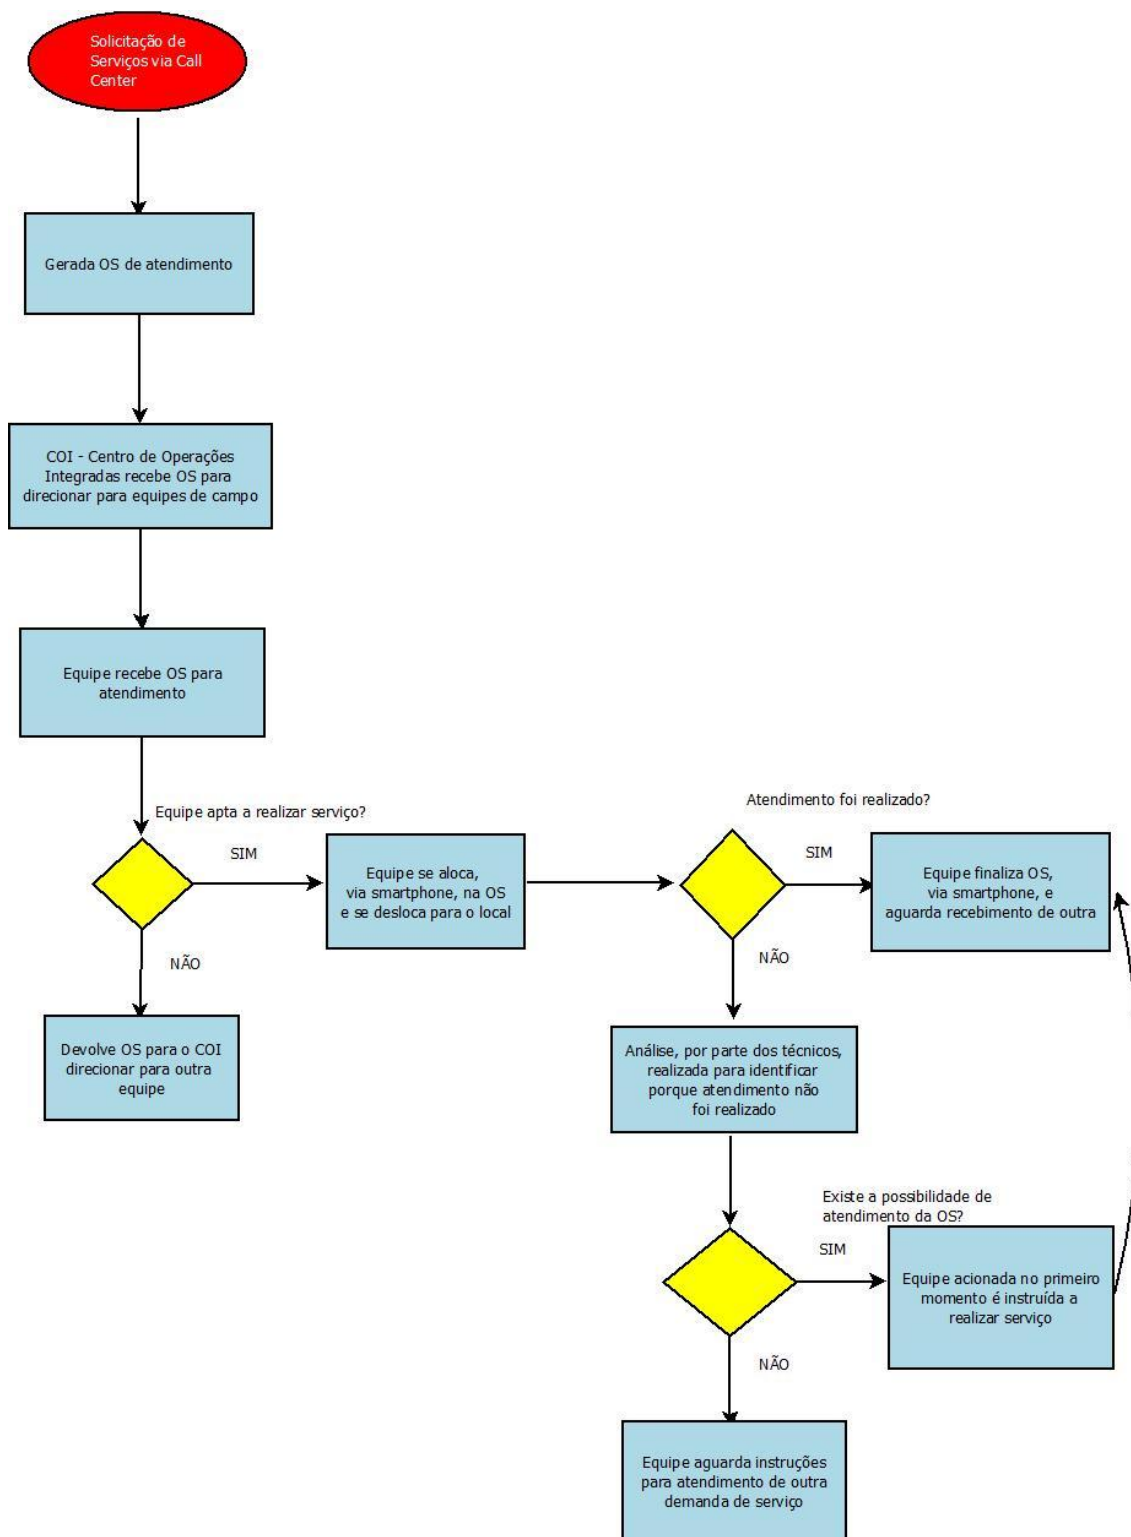 Solicitação de
Serviços via Call
Center
Gerada OS de atendimento
COI - Centro de Operações
Integradas recebe OS para
direcionar para equipes de campo
Equipe recebe OS para
atendimento
Equipe apta a realizar serviço?
SIM
NÃO
Equipe se aloca,
via smartphone, na OS
e se desloca para o local
Devolve OS para o COI
direcionar para outra
equipe
Atendimento foi realizado?
SIM
NÃO
Equipe finaliza OS,
via smartphone, e
aguarda recebimento de outra
Análise, por parte dos técnicos,
realizada para identificar
porque atendimento não
foi realizado
Existe a possibilidade de
atendimento da OS?
SIM
NÃO
Equipe acionada no primeiro
momento é instruída a
realizar serviço
Equipe aguarda instruções
para atendimento de outra
demanda de serviço